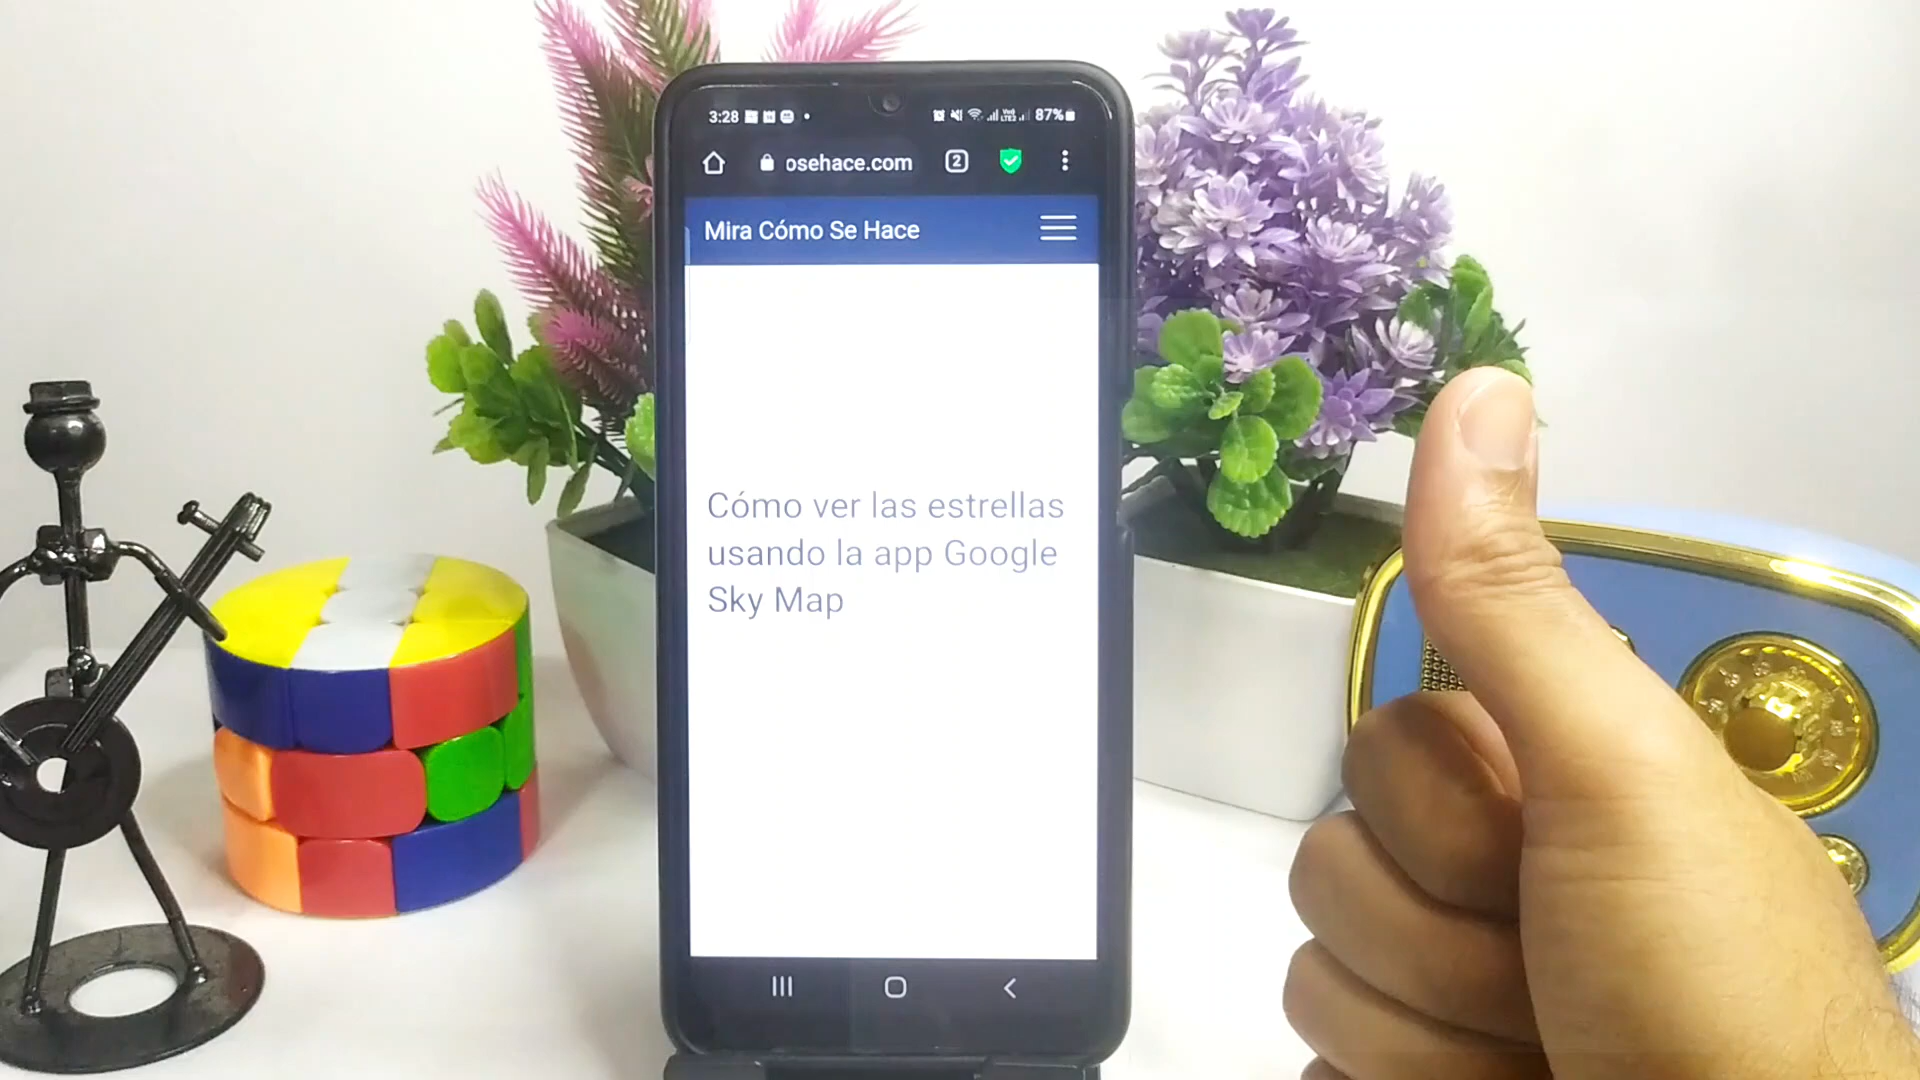 3:28
87%
osehace.com
2
Mira Cómo Se Hace
Cómo ver las estrellas
usando la app Google
Sky Map